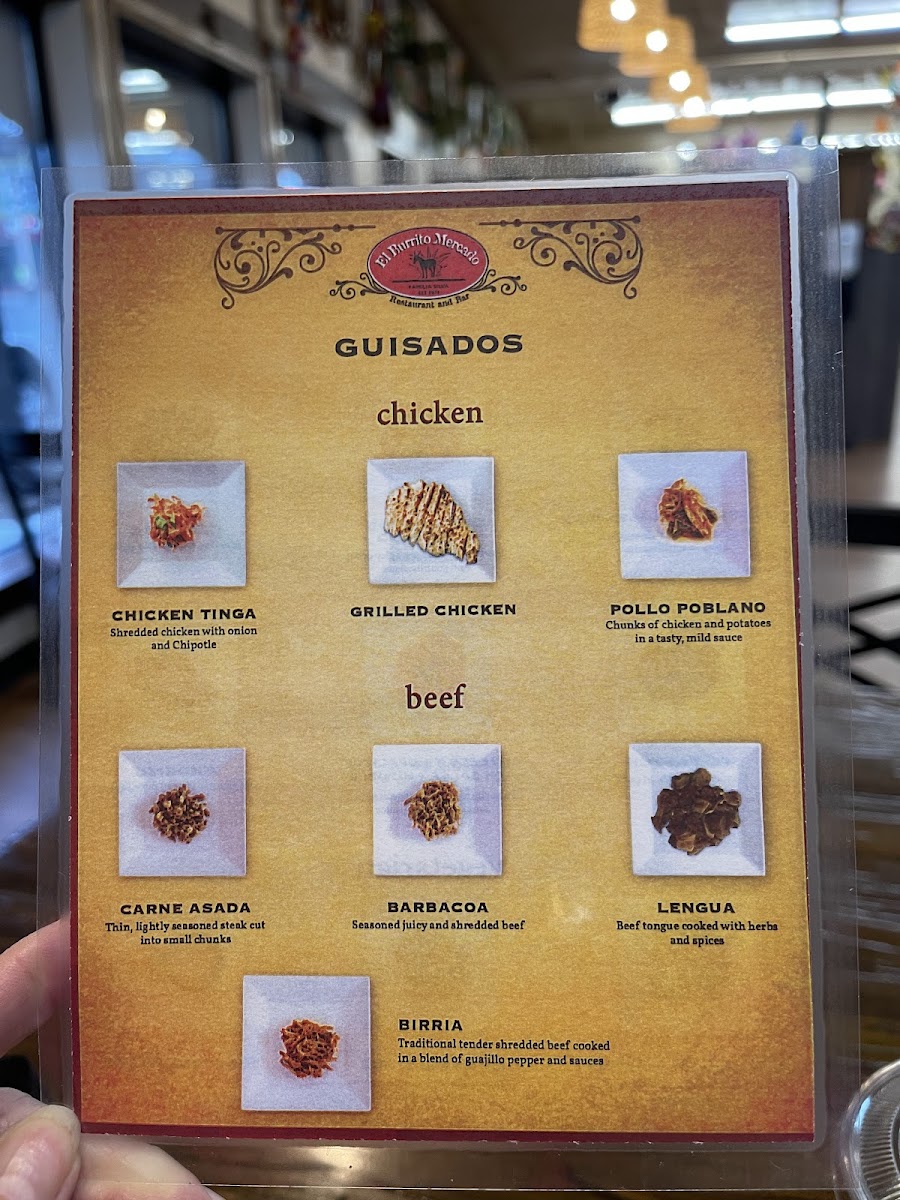 El Burrito Mercado
Restaurant and Bar
GUISADOS
chicken
CHICKEN TINGA
Shredded chicken with onion
and Chipotle
GRILLED CHICKEN
POLLO POBLANO
Chunks of chicken and potatoes
in a tasty, mild sauce
beef
CARNE ASADA
Thin, lightly seasoned steak cut
into small chunks
BARBACOA
Seasoned juicy and shredded beef
LENGUA
Beef tongue cooked with herbs
and spices
BIRRIA
Traditional tender shredded beef cooked
in a blend of guajillo pepper and sauces